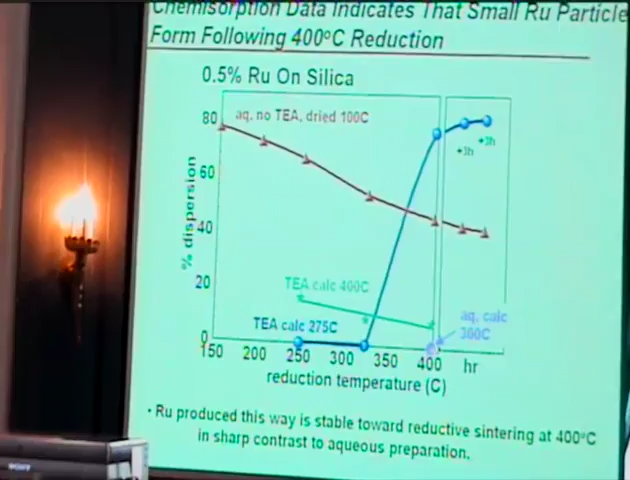 Chemisorption Data Indicates That Small Ru Particle
Form Following 400°C Reduction
0.5% Ru On Silica
80
aq, no TEA, dried 100C
+3h
+3h
60
% dispersion
40
20
TEA calc 400C
TEA calc 275C
aq, calc
300C
0
150 200 250 300 350 400 hr
reduction temperature (C)
• Ru produced this way is stable toward reductive sintering at 400°C
in sharp contrast to aqueous preparation.
SONY